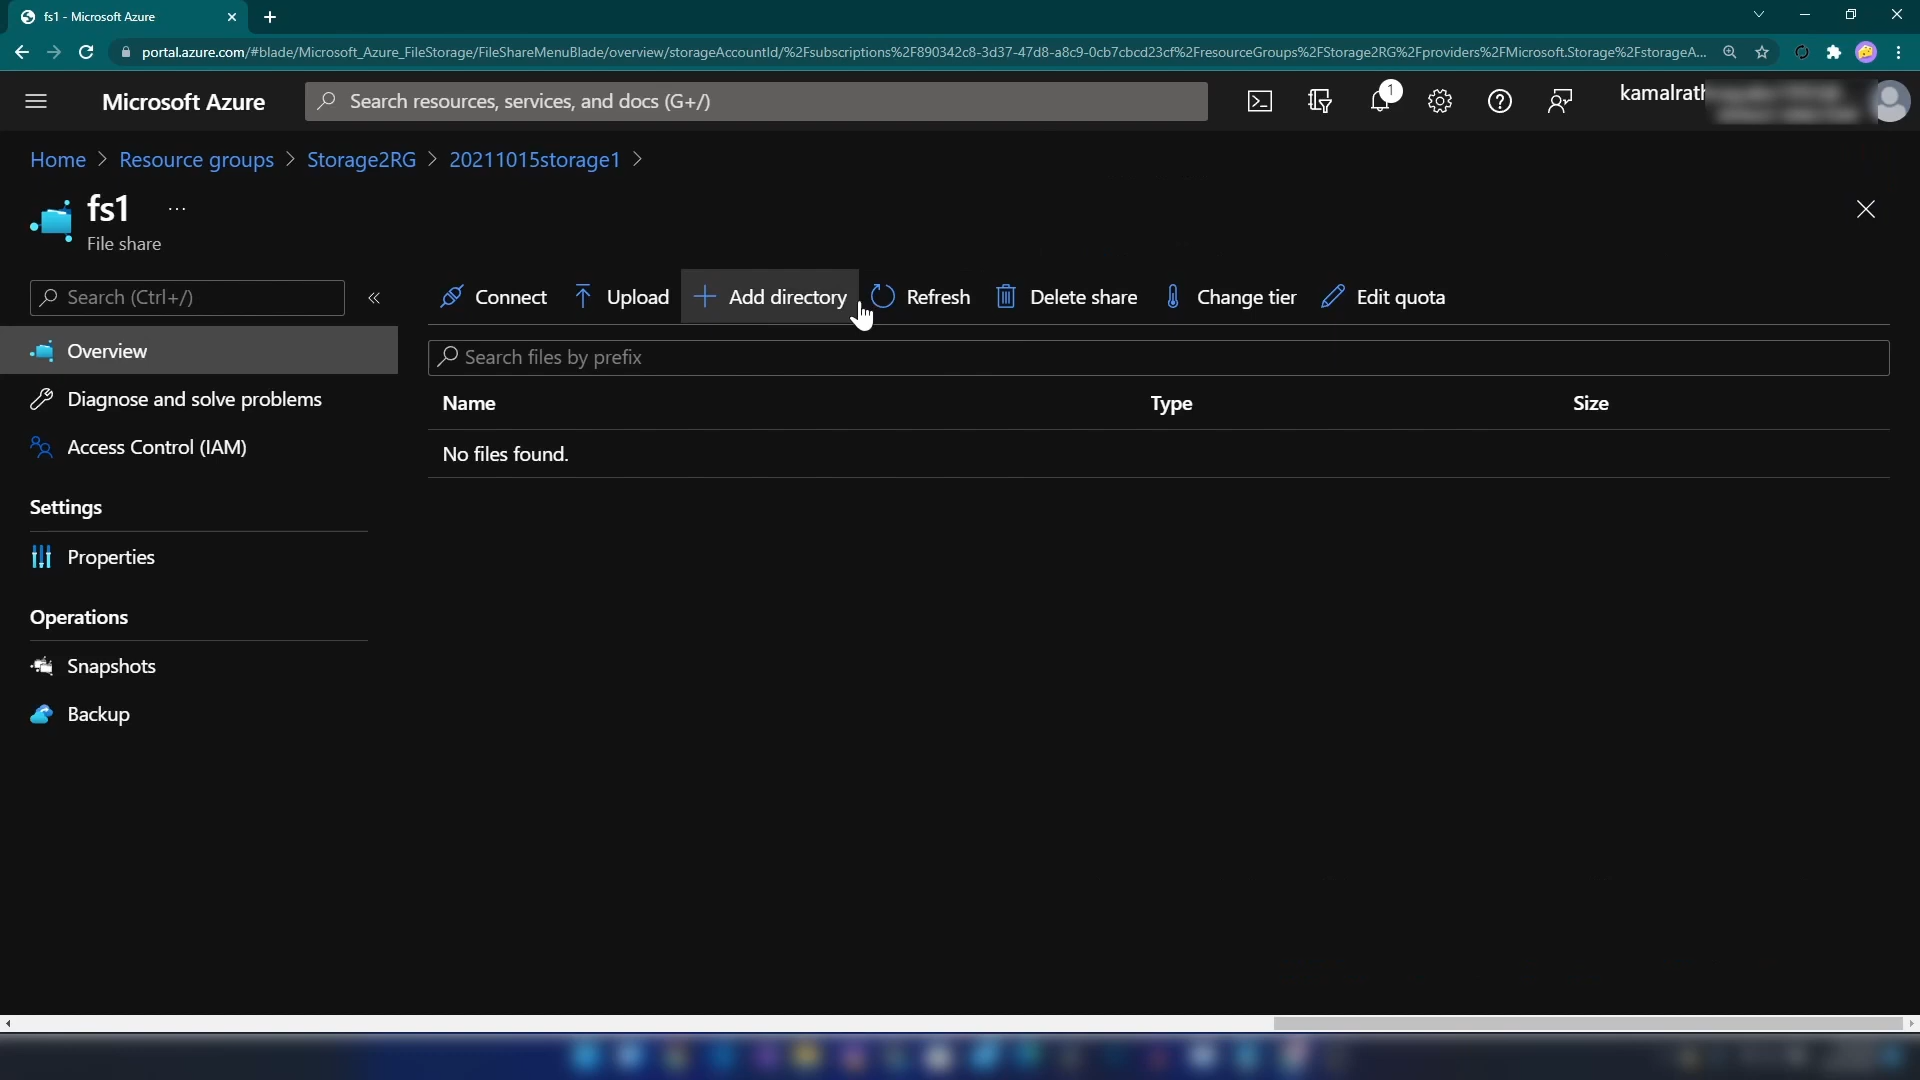 fs1 - Microsoft Azure
portal.azure.com/#blade/Microsoft_Azure_FileStorage/FileShareMenuBlade/overview/storageAccountId/%2Fsubscriptions%2F890342c8-3d37-47d8-a8c9-0cb7cbcd23cf%2FresourceGroups%2FStorage2RG%2Fproviders%2FMicrosoft.Storage%2FstorageA...
Microsoft Azure
Search resources, services, and docs (G+/)
1
kamalrath
Home > Resource groups > Storage2RG > 20211015storage1 >
fs1 ...
File share
Search (Ctrl+/)
«
Connect Upload Add directory Refresh Delete share Change tier Edit quota
Search files by prefix
Name Type Size
No files found.
Overview
Diagnose and solve problems
Access Control (IAM)
Settings
Properties
Operations
Snapshots
Backup